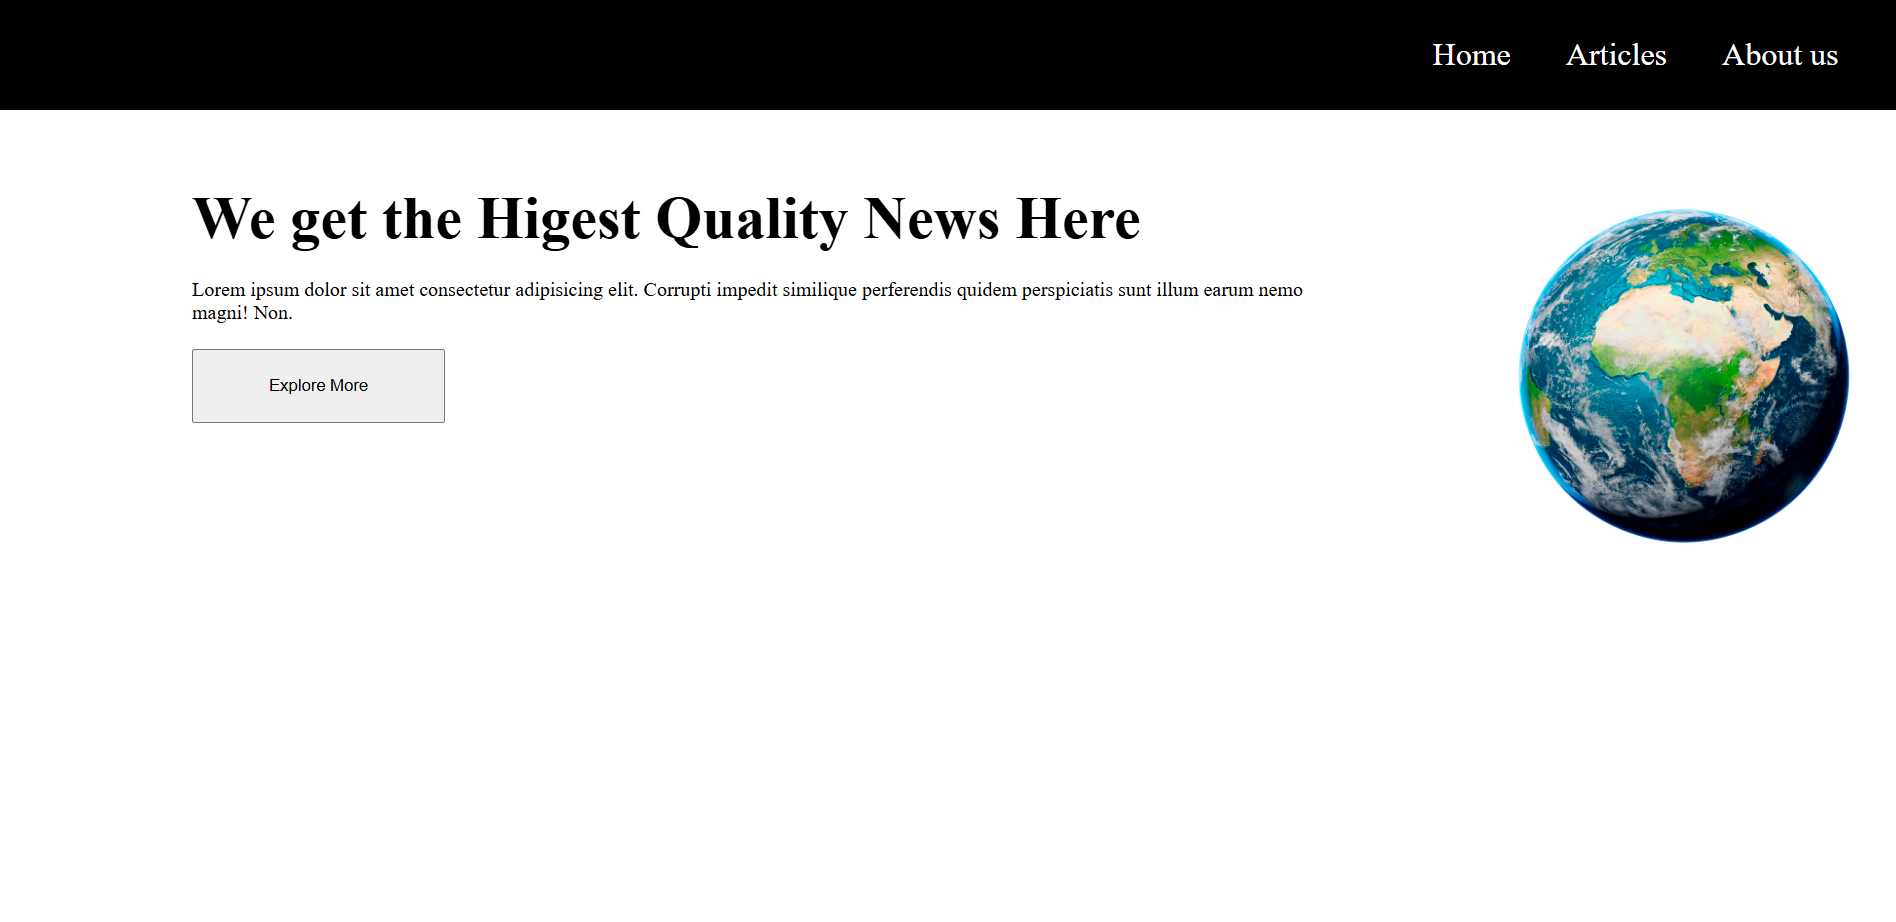 Home Articles About us
We get the Higest Quality News Here
Lorem ipsum dolor sit amet consectetur adipisicing elit. Corrupti impedit similique perferendis quidem perspiciatis sunt illum earum nemo
magni! Non.
Explore More